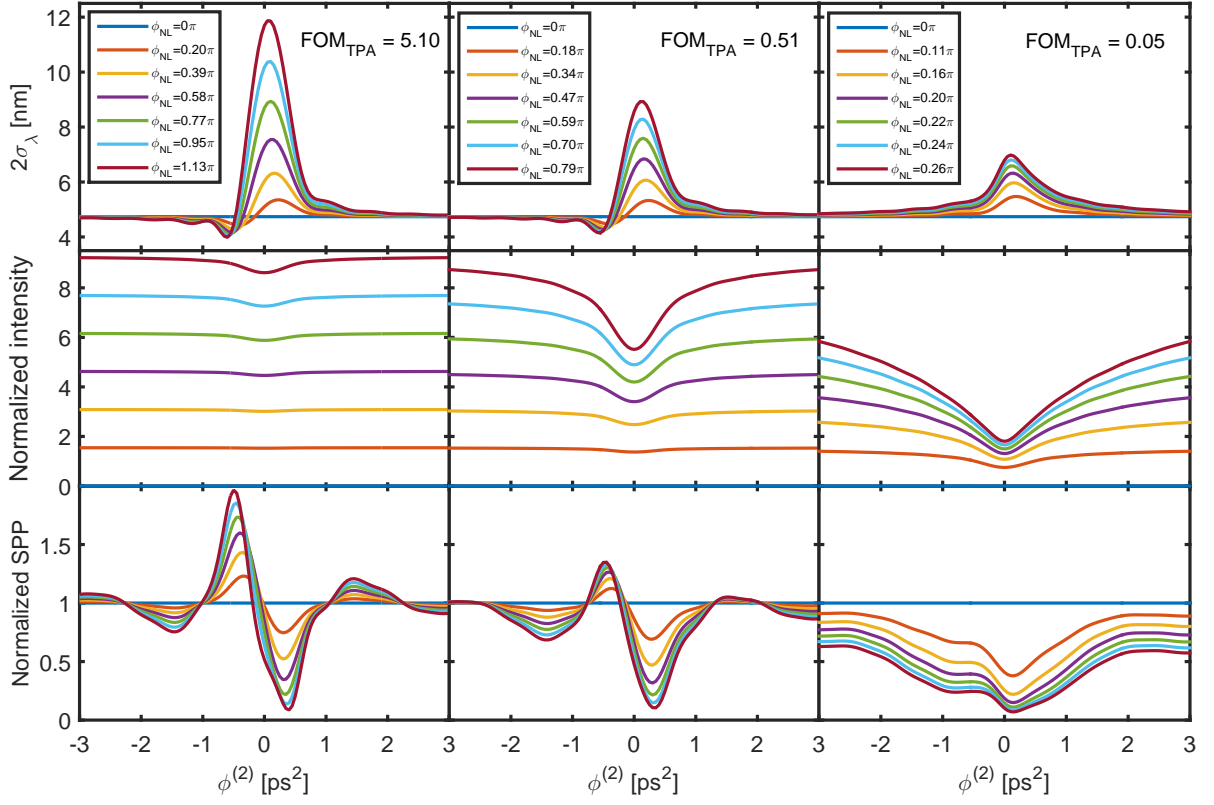 12
10
8
6
4
2σ_λ [nm]
ϕ_NL=0π
ϕ_NL=0.20π
ϕ_NL=0.39π
ϕ_NL=0.58π
ϕ_NL=0.77π
ϕ_NL=0.95π
ϕ_NL=1.13π
FOM_TPA = 5.10
ϕ_NL=0π
ϕ_NL=0.18π
ϕ_NL=0.34π
ϕ_NL=0.47π
ϕ_NL=0.59π
ϕ_NL=0.70π
ϕ_NL=0.79π
FOM_TPA = 0.51
ϕ_NL=0π
ϕ_NL=0.11π
ϕ_NL=0.16π
ϕ_NL=0.20π
ϕ_NL=0.22π
ϕ_NL=0.24π
ϕ_NL=0.26π
FOM_TPA = 0.05
8
6
4
2
0
Normalized intensity
1.5
1
0.5
0
Normalized SPP
-3 -2 -1 0 1 2 3 -2 -1 0 1 2 3 -2 -1 0 1 2 3
ϕ^(2) [ps^2] ϕ^(2) [ps^2] ϕ^(2) [ps^2]